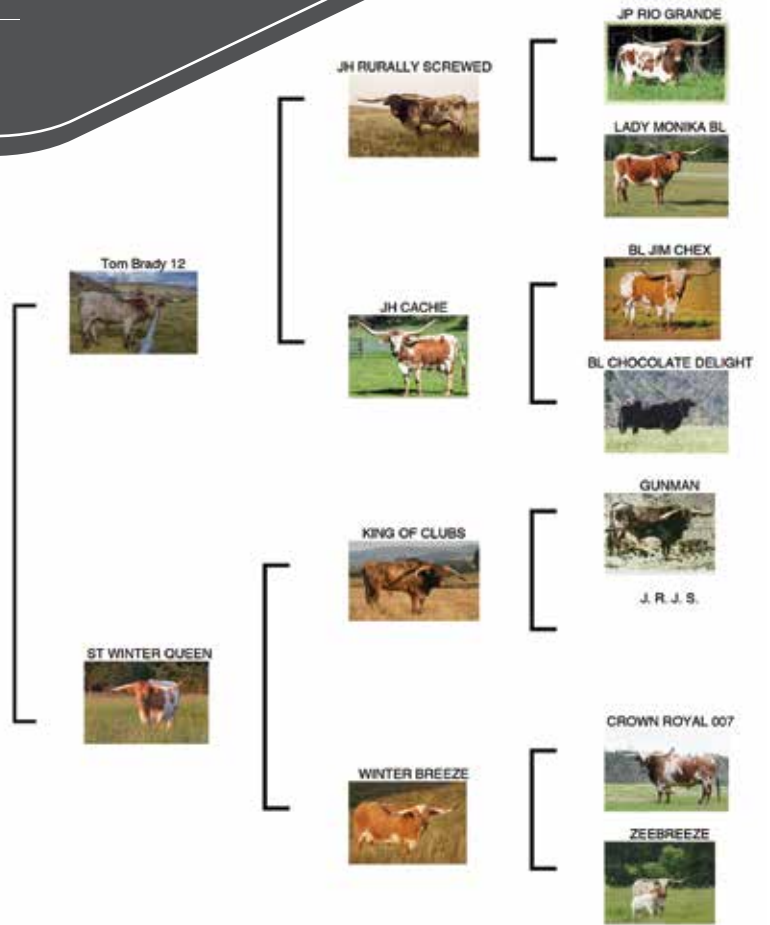 JP RIO GRANDE
JH RURALLY SCREWED
LADY MONIKA BL
Tom Brady 12
BL JIM CHEX
JH CACHE
BL CHOCOLATE DELIGHT
GUNMAN
KING OF CLUBS
J. R. J. S.
ST WINTER QUEEN
CROWN ROYAL 007
WINTER BREEZE
ZEEBREEZE